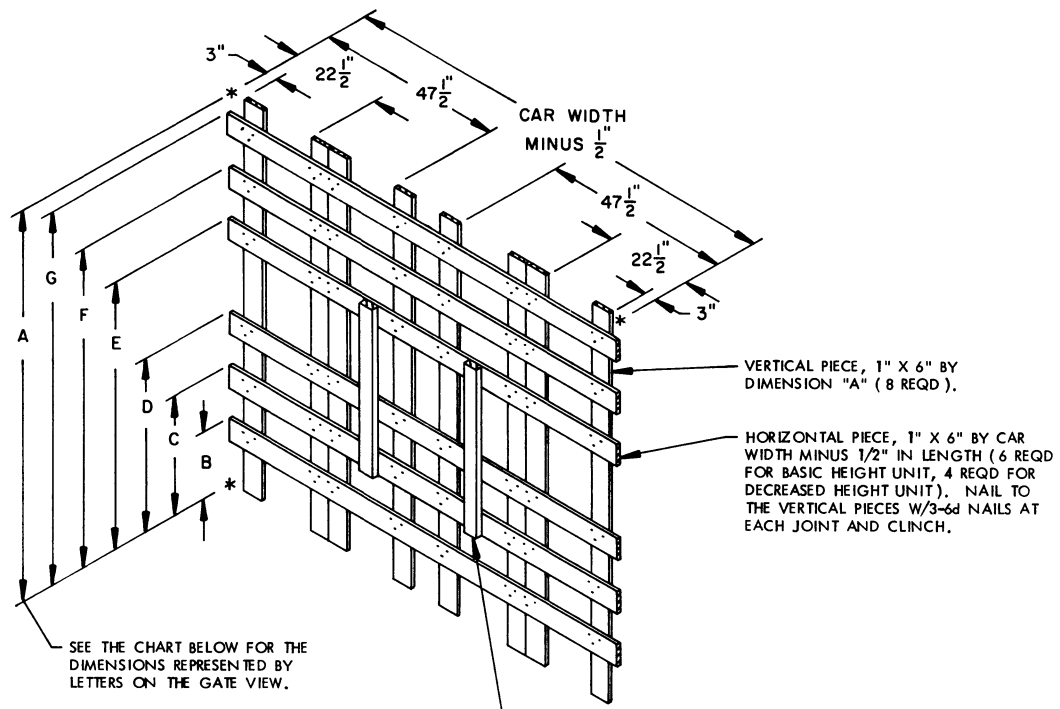 3"
22 1/2"
47 1/2"
CAR WIDTH
MINUS 1/2"
47 1/2"
22 1/2"
3"
*
*
*
A
G
F
E
D
C
B
VERTICAL PIECE, 1" X 6" BY
DIMENSION "A" (8 REQD).
HORIZONTAL PIECE, 1" X 6" BY CAR
WIDTH MINUS 1/2" IN LENGTH (6 REQD
FOR BASIC HEIGHT UNIT, 4 REQD FOR
DECREASED HEIGHT UNIT). NAIL TO
THE VERTICAL PIECES W/3-6d NAILS AT
EACH JOINT AND CLINCH.
SEE THE CHART BELOW FOR THE
DIMENSIONS REPRESENTED BY
LETTERS ON THE GATE VIEW.